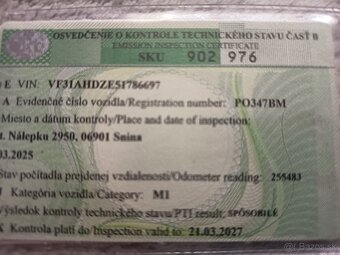 OSVEDČENIE O KONTROLE TECHNICKÉHO STAVU ČASŤ B
EMISSION INSPECTION CERTIFICATE
SKU 902 976
E VIN: VF31AHDZE51786697
A Evidenčné číslo vozidla/Registration number: PO347BM
Miesto a dátum kontroly/Place and date of inspection:
t. Nálepku 2950, 06901 Snina
.03.2025
Stav počítadla prejdenej vzdialenosti/Odometer reading: 255483
J Kategória vozidla/Category: M1
Výsledok kontroly technického stavu/PTI result: SPÔSOBILÉ
X Kontrola platí do/Inspection valid to: 21.03.2027